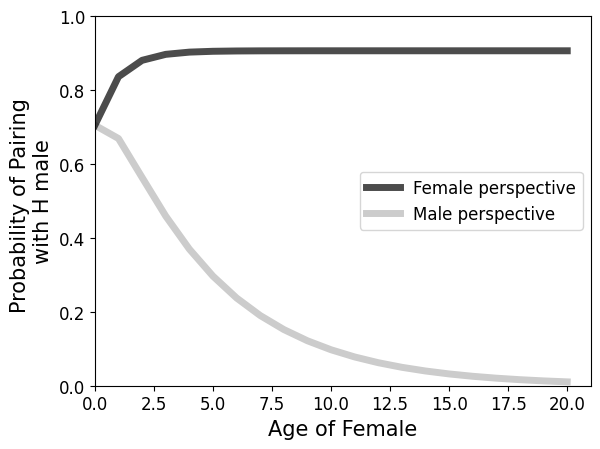 1.0
0.8
0.6
0.4
0.2
0.0
Probability of Pairing
with H male
Female perspective
Male perspective
0.0 2.5 5.0 7.5 10.0 12.5 15.0 17.5 20.0
Age of Female